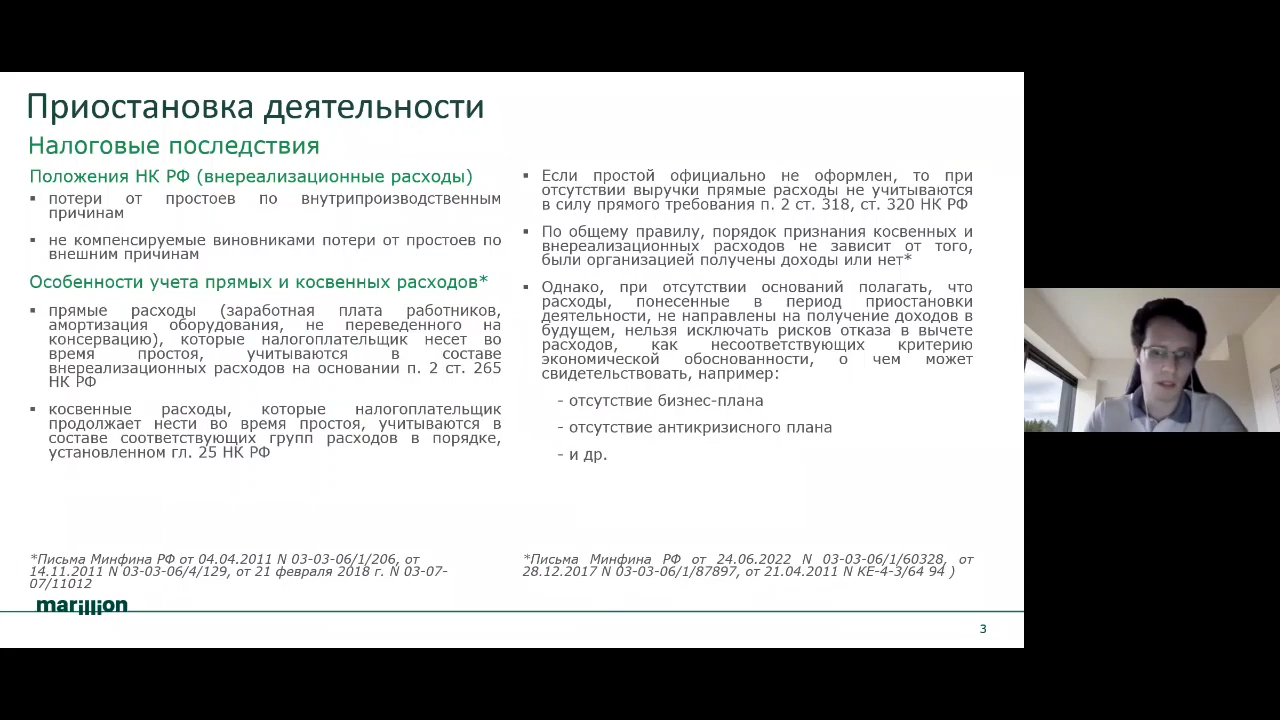 Приостановка деятельности
Налоговые последствия
Положения НК РФ (внереализационные расходы)
▪ потери от простоев по внутрипроизводственным
причинам
▪ не компенсируемые виновниками потери от простоев по
внешним причинам
Особенности учета прямых и косвенных расходов*
▪ прямые расходы (заработная плата работников,
амортизация оборудования, не переведенного на
консервацию), которые налогоплательщик несет во
время простоя, учитываются в составе
внереализационных расходов на основании п. 2 ст. 265
НК РФ
▪ косвенные расходы, которые налогоплательщик
продолжает нести во время простоя, учитываются в
составе соответствующих групп расходов в порядке,
установленном гл. 25 НК РФ
*Письма Минфина РФ от 04.04.2011 N 03-03-06/1/206, от
14.11.2011 N 03-03-06/4/129, от 21 февраля 2018 г. N 03-07-
07/11012
▪ Если простой официально не оформлен, то при
отсутствии выручки прямые расходы не учитываются
в силу прямого требования п. 2 ст. 318, ст. 320 НК РФ
▪ По общему правилу, порядок признания косвенных и
внереализационных расходов не зависит от того,
были организацией получены доходы или нет*
▪ Однако, при отсутствии оснований полагать, что
расходы, понесенные в период приостановки
деятельности, не направлены на получение доходов в
будущем, нельзя исключать рисков отказа в вычете
расходов, как несоответствующих критерию
экономической обоснованности, о чем может
свидетельствовать, например:
- отсутствие бизнес-плана
- отсутствие антикризисного плана
- и др.
*Письма Минфина РФ от 24.06.2022 N 03-03-06/1/60328, от
28.12.2017 N 03-03-06/1/87897, от 21.04.2011 N КЕ-4-3/64 94 )
marillion
3